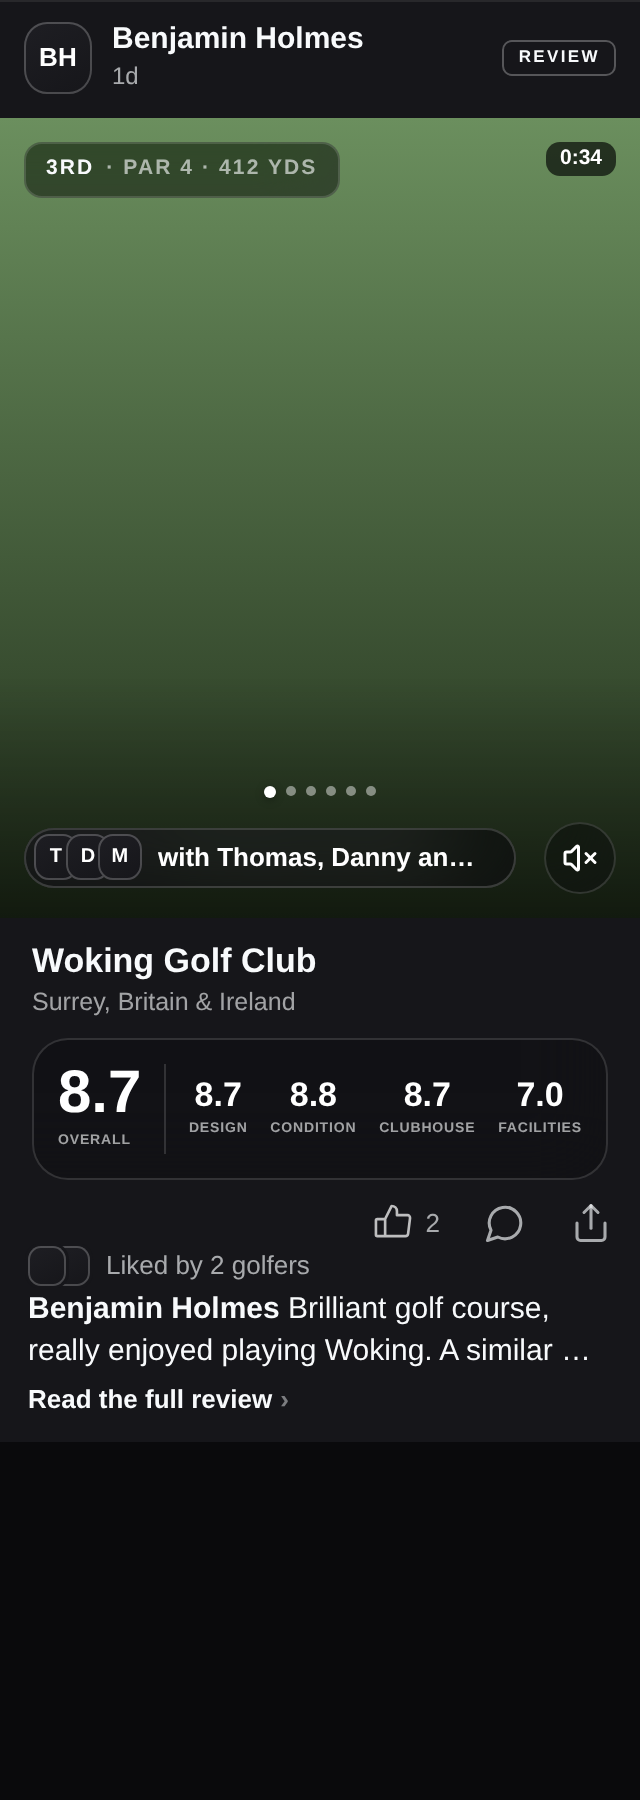 BH
Benjamin Holmes
1d
REVIEW
3RD · PAR 4 · 412 YDS
0:34
T D M with Thomas, Danny an…
Woking Golf Club
Surrey, Britain & Ireland
8.7 8.7 8.8 8.7 7.0
OVERALL DESIGN CONDITION CLUBHOUSE FACILITIES
2
Liked by 2 golfers
Benjamin Holmes Brilliant golf course,
really enjoyed playing Woking. A similar …
Read the full review ›